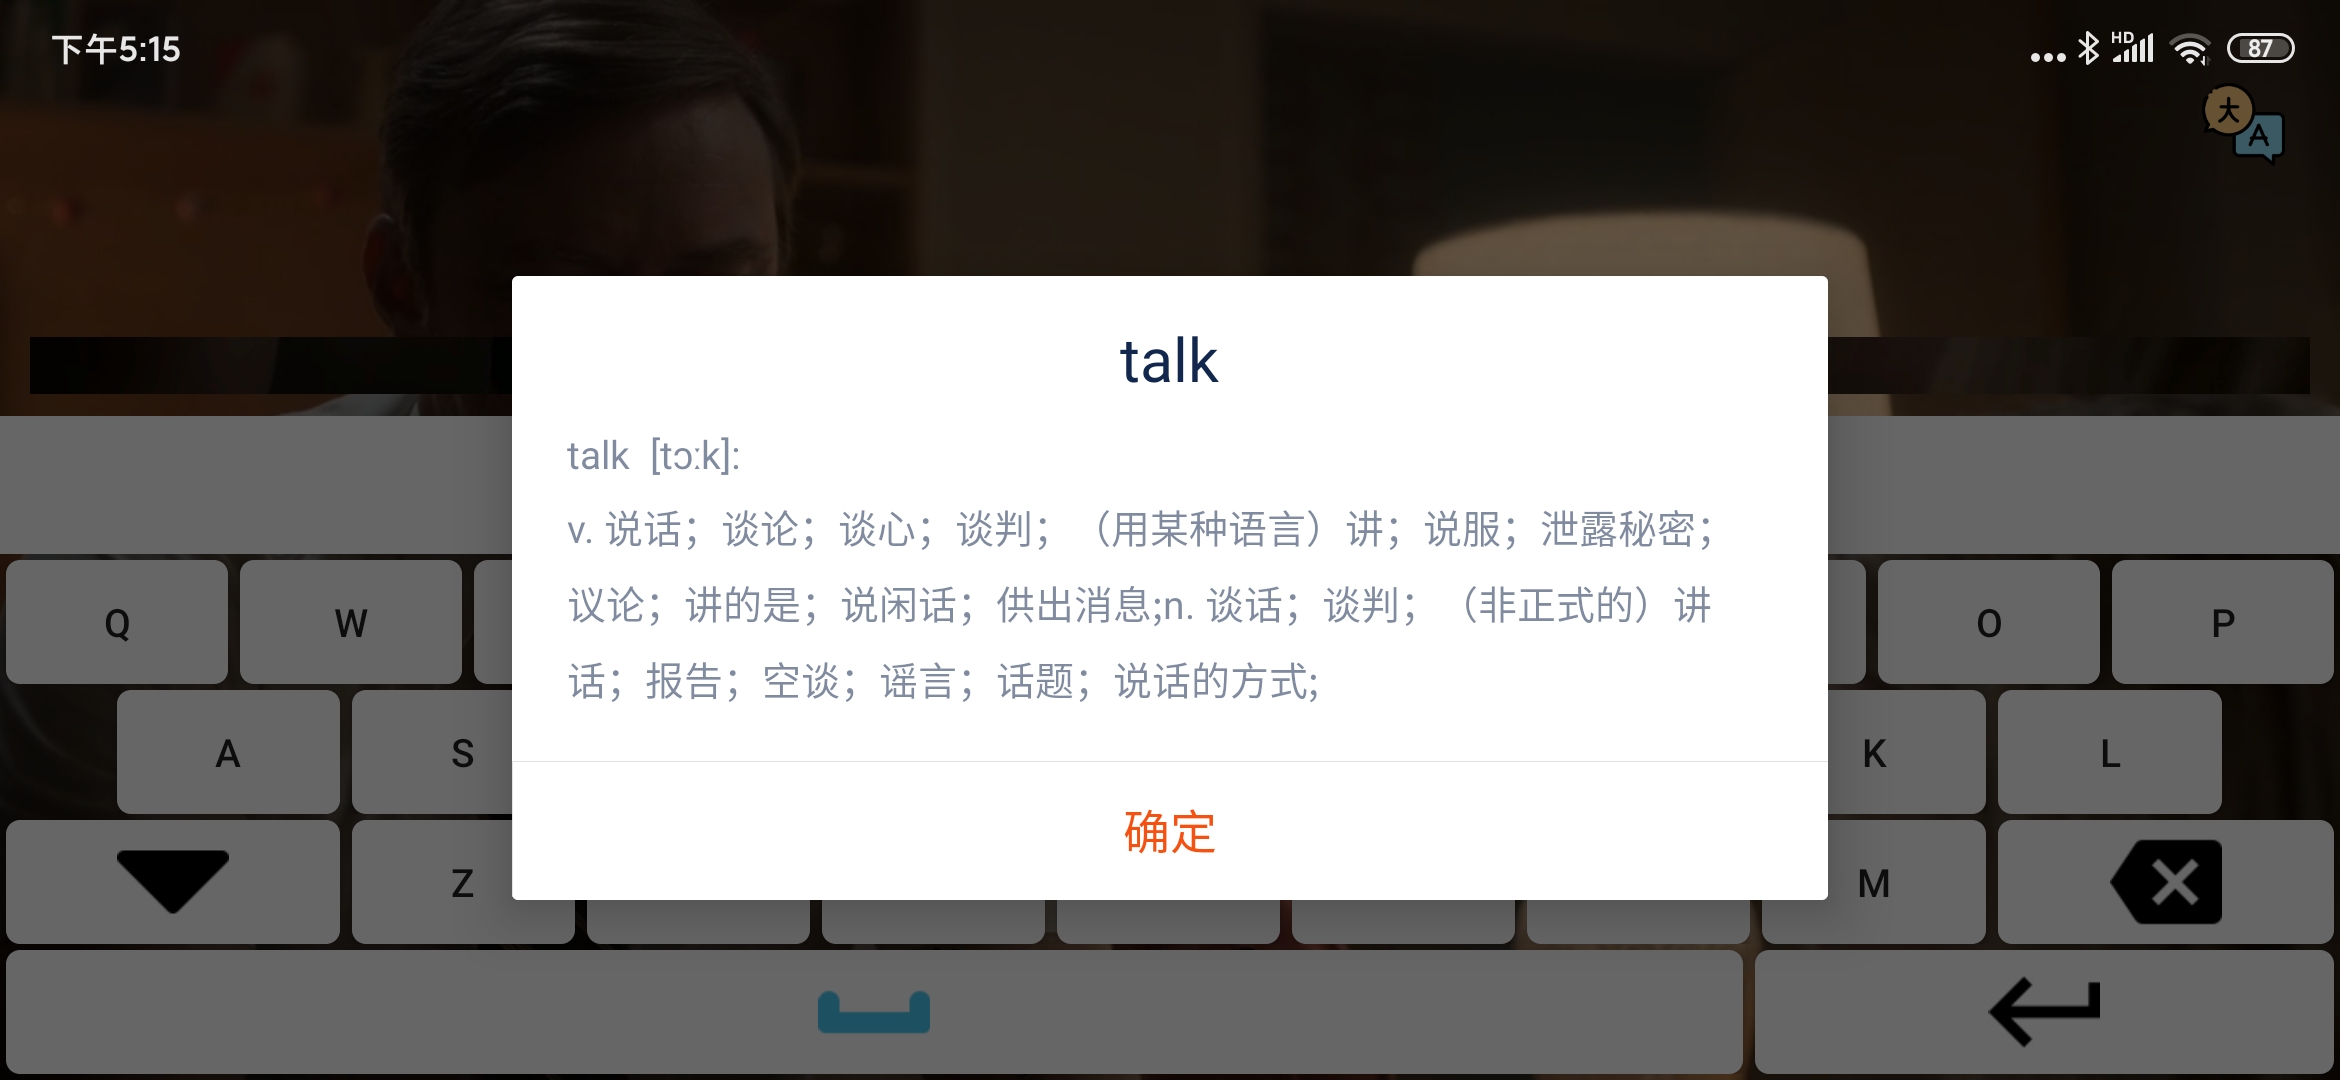 下午5:15
HD
87
大
A
talk
talk [tɔːk]:
v. 说话；谈论；谈心；谈判；（用某种语言）讲；说服；泄露秘密；
议论；讲的是；说闲话；供出消息;n. 谈话；谈判；（非正式的）讲
话；报告；空谈；谣言；话题；说话的方式;
确定
Q W O P
A S K L
Z M